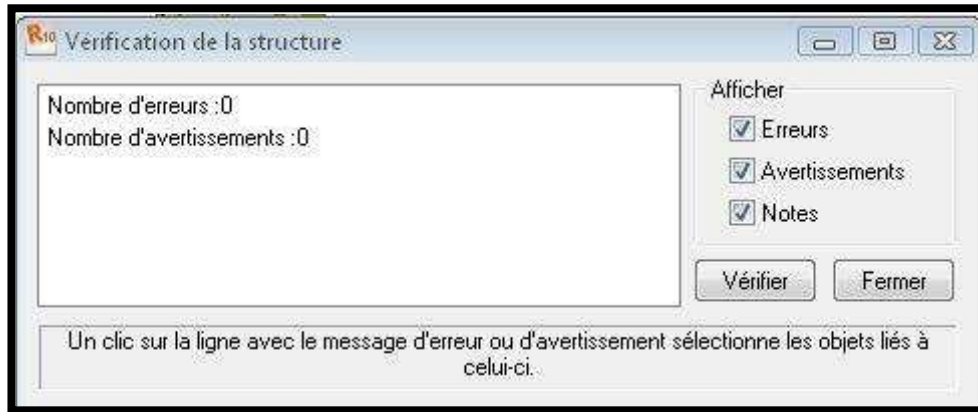 R10 Vérification de la structure
Nombre d'erreurs :0
Nombre d'avertissements :0
Afficher
Erreurs
Avertissements
Notes
Vérifier Fermer
Un clic sur la ligne avec le message d'erreur ou d'avertissement sélectionne les objets liés à
celui-ci.